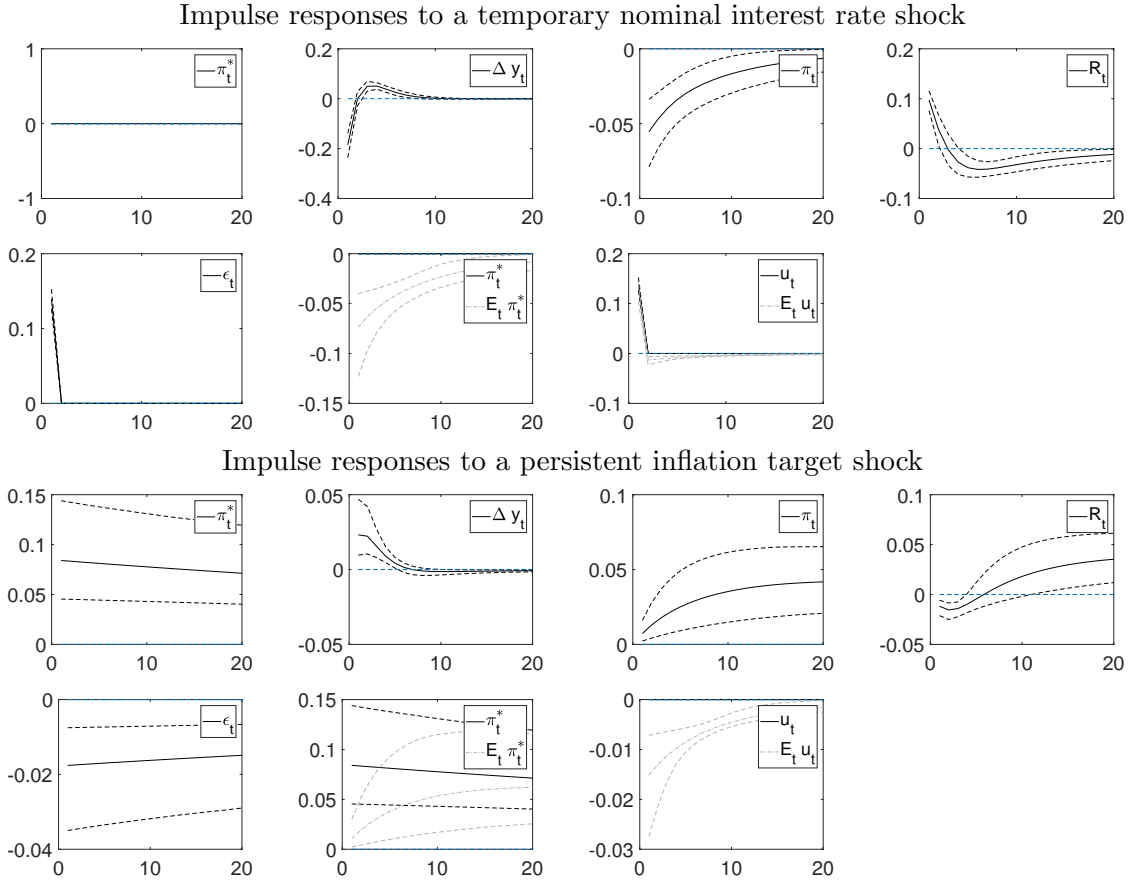 Impulse responses to a temporary nominal interest rate shock
1
0
-1
π*t
0 10 20
0.2
0
-0.2
-0.4
Δ yt
0 10 20
0
-0.05
-0.1
πt
0 10 20
0.2
0.1
0
-0.1
Rt
0 10 20
0.2
0.1
0
ϵt
0 10 20
0
-0.05
-0.1
-0.15
π*t
Et π*t
0 10 20
0.2
0.1
0
-0.1
ut
Et ut
0 10 20
Impulse responses to a persistent inflation target shock
0.15
0.1
0.05
0
π*t
0 10 20
0.05
0
-0.05
Δ yt
0 10 20
0.1
0.05
0
πt
0 10 20
0.1
0.05
0
-0.05
Rt
0 10 20
0
-0.02
-0.04
ϵt
0 10 20
0.15
0.1
0.05
0
π*t
Et π*t
0 10 20
0
-0.01
-0.02
-0.03
ut
Et ut
0 10 20